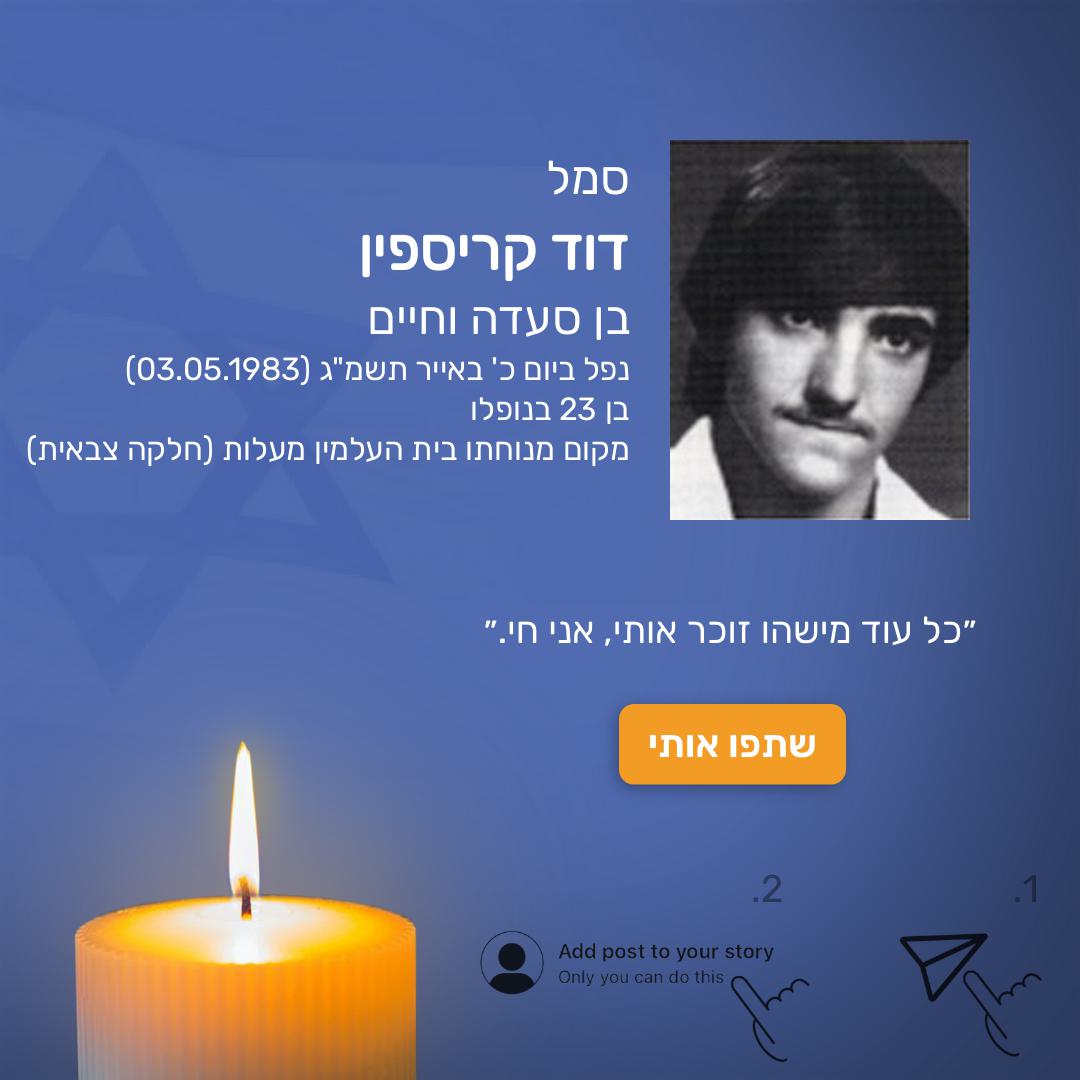 סמל
דוד קריספין
בן סעדה וחיים
נפל ביום כ' באייר תשמ"ג (03.05.1983)
בן 23 בנופלו
מקום מנוחתו בית העלמין מעלות (חלקה צבאית)
״כל עוד מישהו זוכר אותי, אני חי.״
שתפו אותי
.1
.2
Add post to your story
Only you can do this